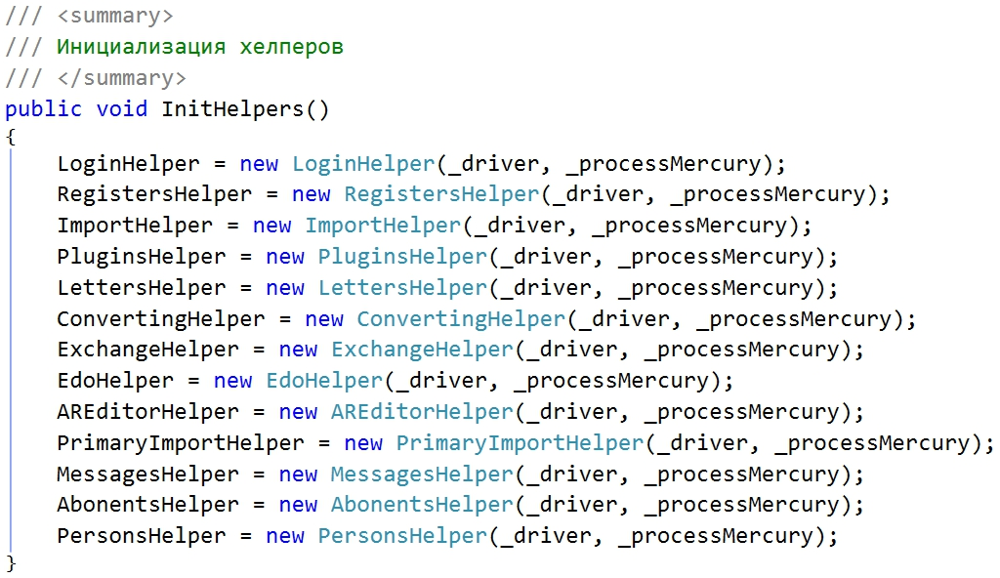 /// <summary>
/// Инициализация хелперов
/// </summary>
public void InitHelpers()
{
    LoginHelper = new LoginHelper(_driver, _processMercury);
    RegistersHelper = new RegistersHelper(_driver, _processMercury);
    ImportHelper = new ImportHelper(_driver, _processMercury);
    PluginsHelper = new PluginsHelper(_driver, _processMercury);
    LettersHelper = new LettersHelper(_driver, _processMercury);
    ConvertingHelper = new ConvertingHelper(_driver, _processMercury);
    ExchangeHelper = new ExchangeHelper(_driver, _processMercury);
    EdoHelper = new EdoHelper(_driver, _processMercury);
    AREditorHelper = new AREditorHelper(_driver, _processMercury);
    PrimaryImportHelper = new PrimaryImportHelper(_driver, _processMercury);
    MessagesHelper = new MessagesHelper(_driver, _processMercury);
    AbonentsHelper = new AbonentsHelper(_driver, _processMercury);
    PersonsHelper = new PersonsHelper(_driver, _processMercury);
}